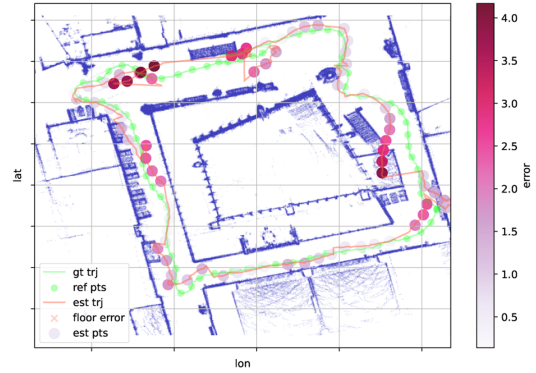 lat
gt trj
ref pts
est trj
floor error
est pts
lon
4.0
3.5
3.0
2.5
2.0
1.5
1.0
0.5
error